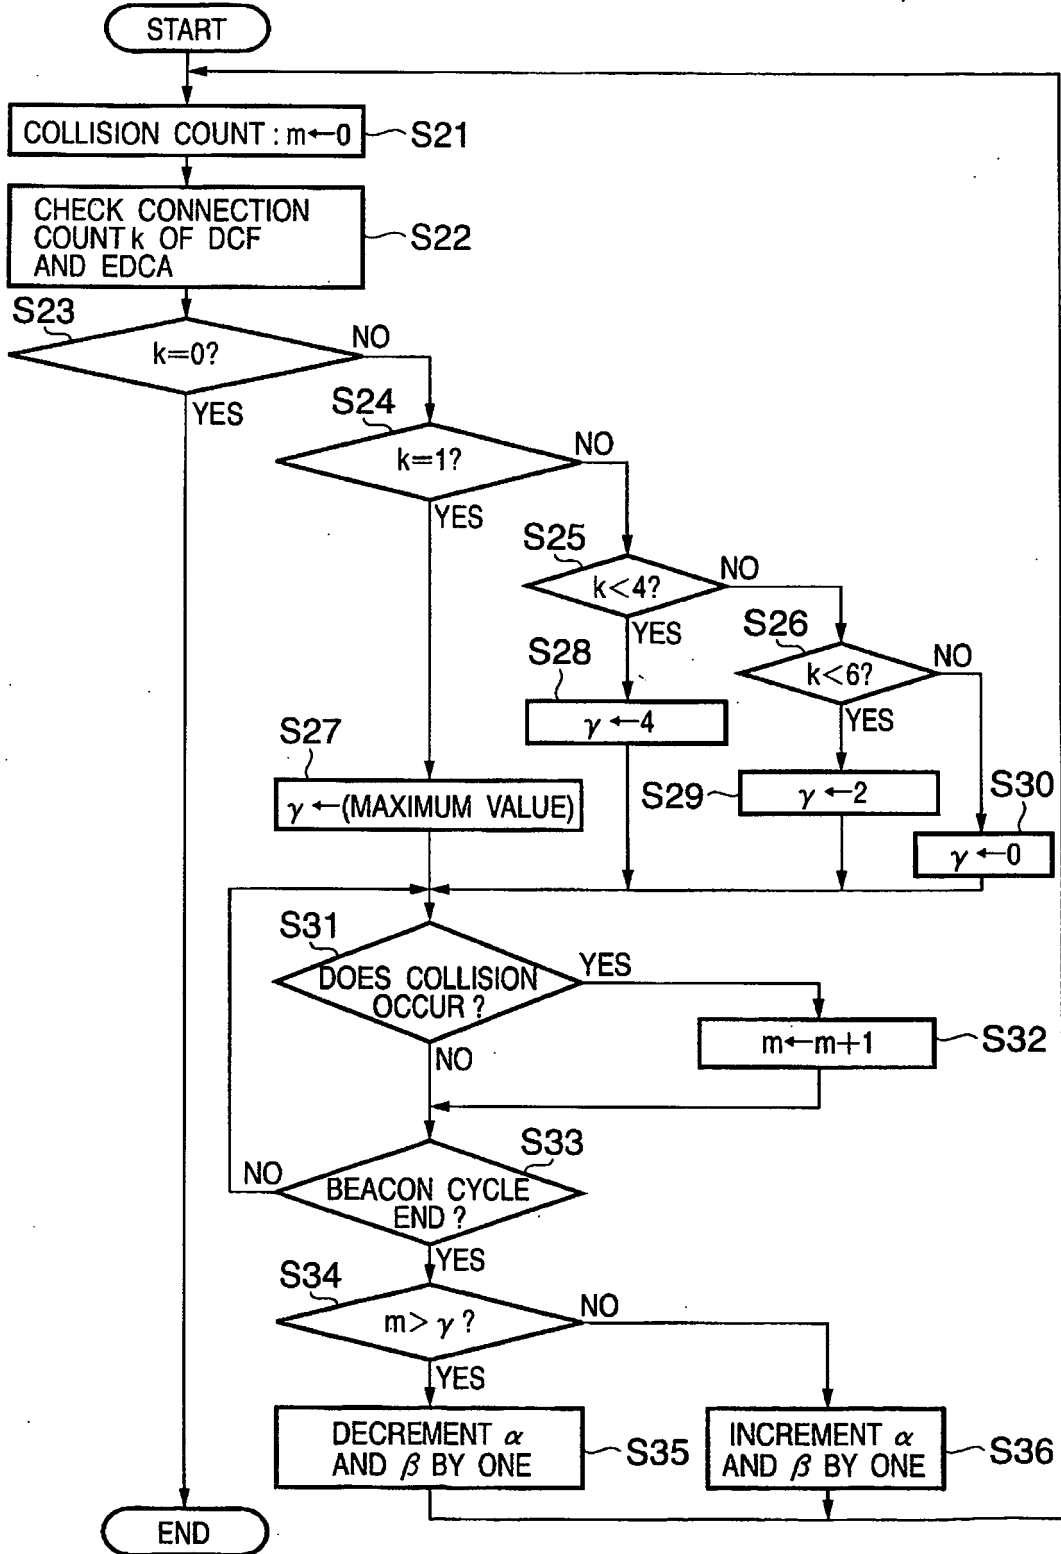 START
COLLISION COUNT : m←0
S21
CHECK CONNECTION
COUNT k OF DCF
AND EDCA
S22
S23
k=0?
NO
YES
S24
k=1?
NO
YES
S25
k<4?
NO
YES
S26
k<6?
NO
YES
S28
γ←4
S27
γ←(MAXIMUM VALUE)
S29
γ←2
S30
γ←0
S31
DOES COLLISION
OCCUR ?
YES
NO
m←m+1
S32
S33
NO
BEACON CYCLE
END ?
YES
S34
m> γ ?
NO
YES
DECREMENT α
AND β BY ONE
S35
INCREMENT α
AND β BY ONE
S36
END